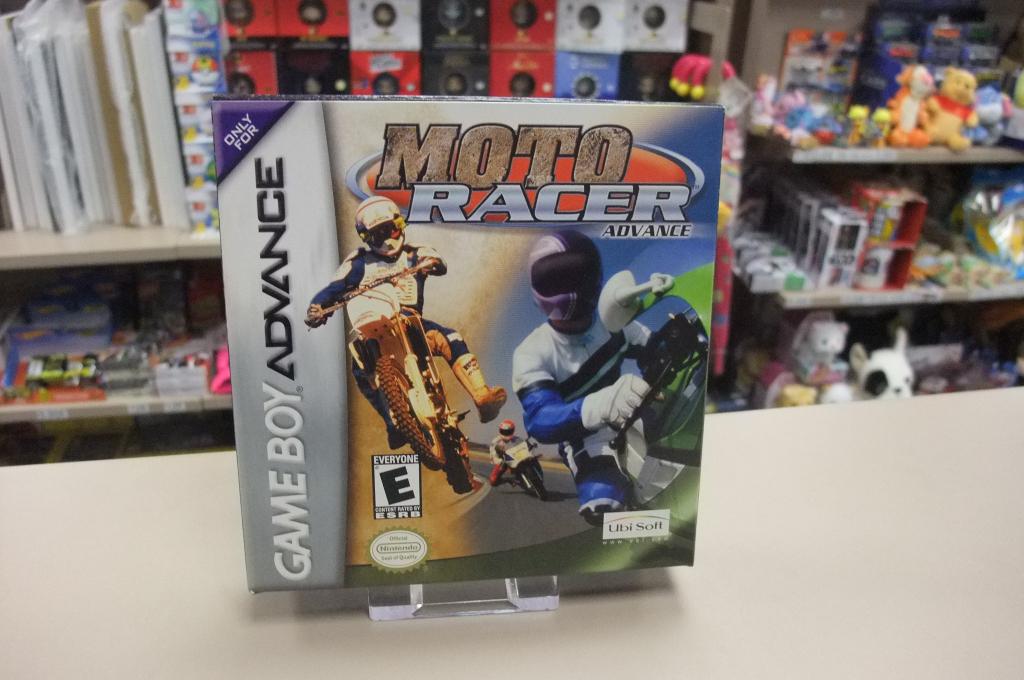 ONLY
FOR
GAME BOY ADVANCE
MOTO
RACER
ADVANCE
EVERYONE
E
CONTENT RATED BY
ESRB
Official
Nintendo
Seal of Quality
Ubi Soft